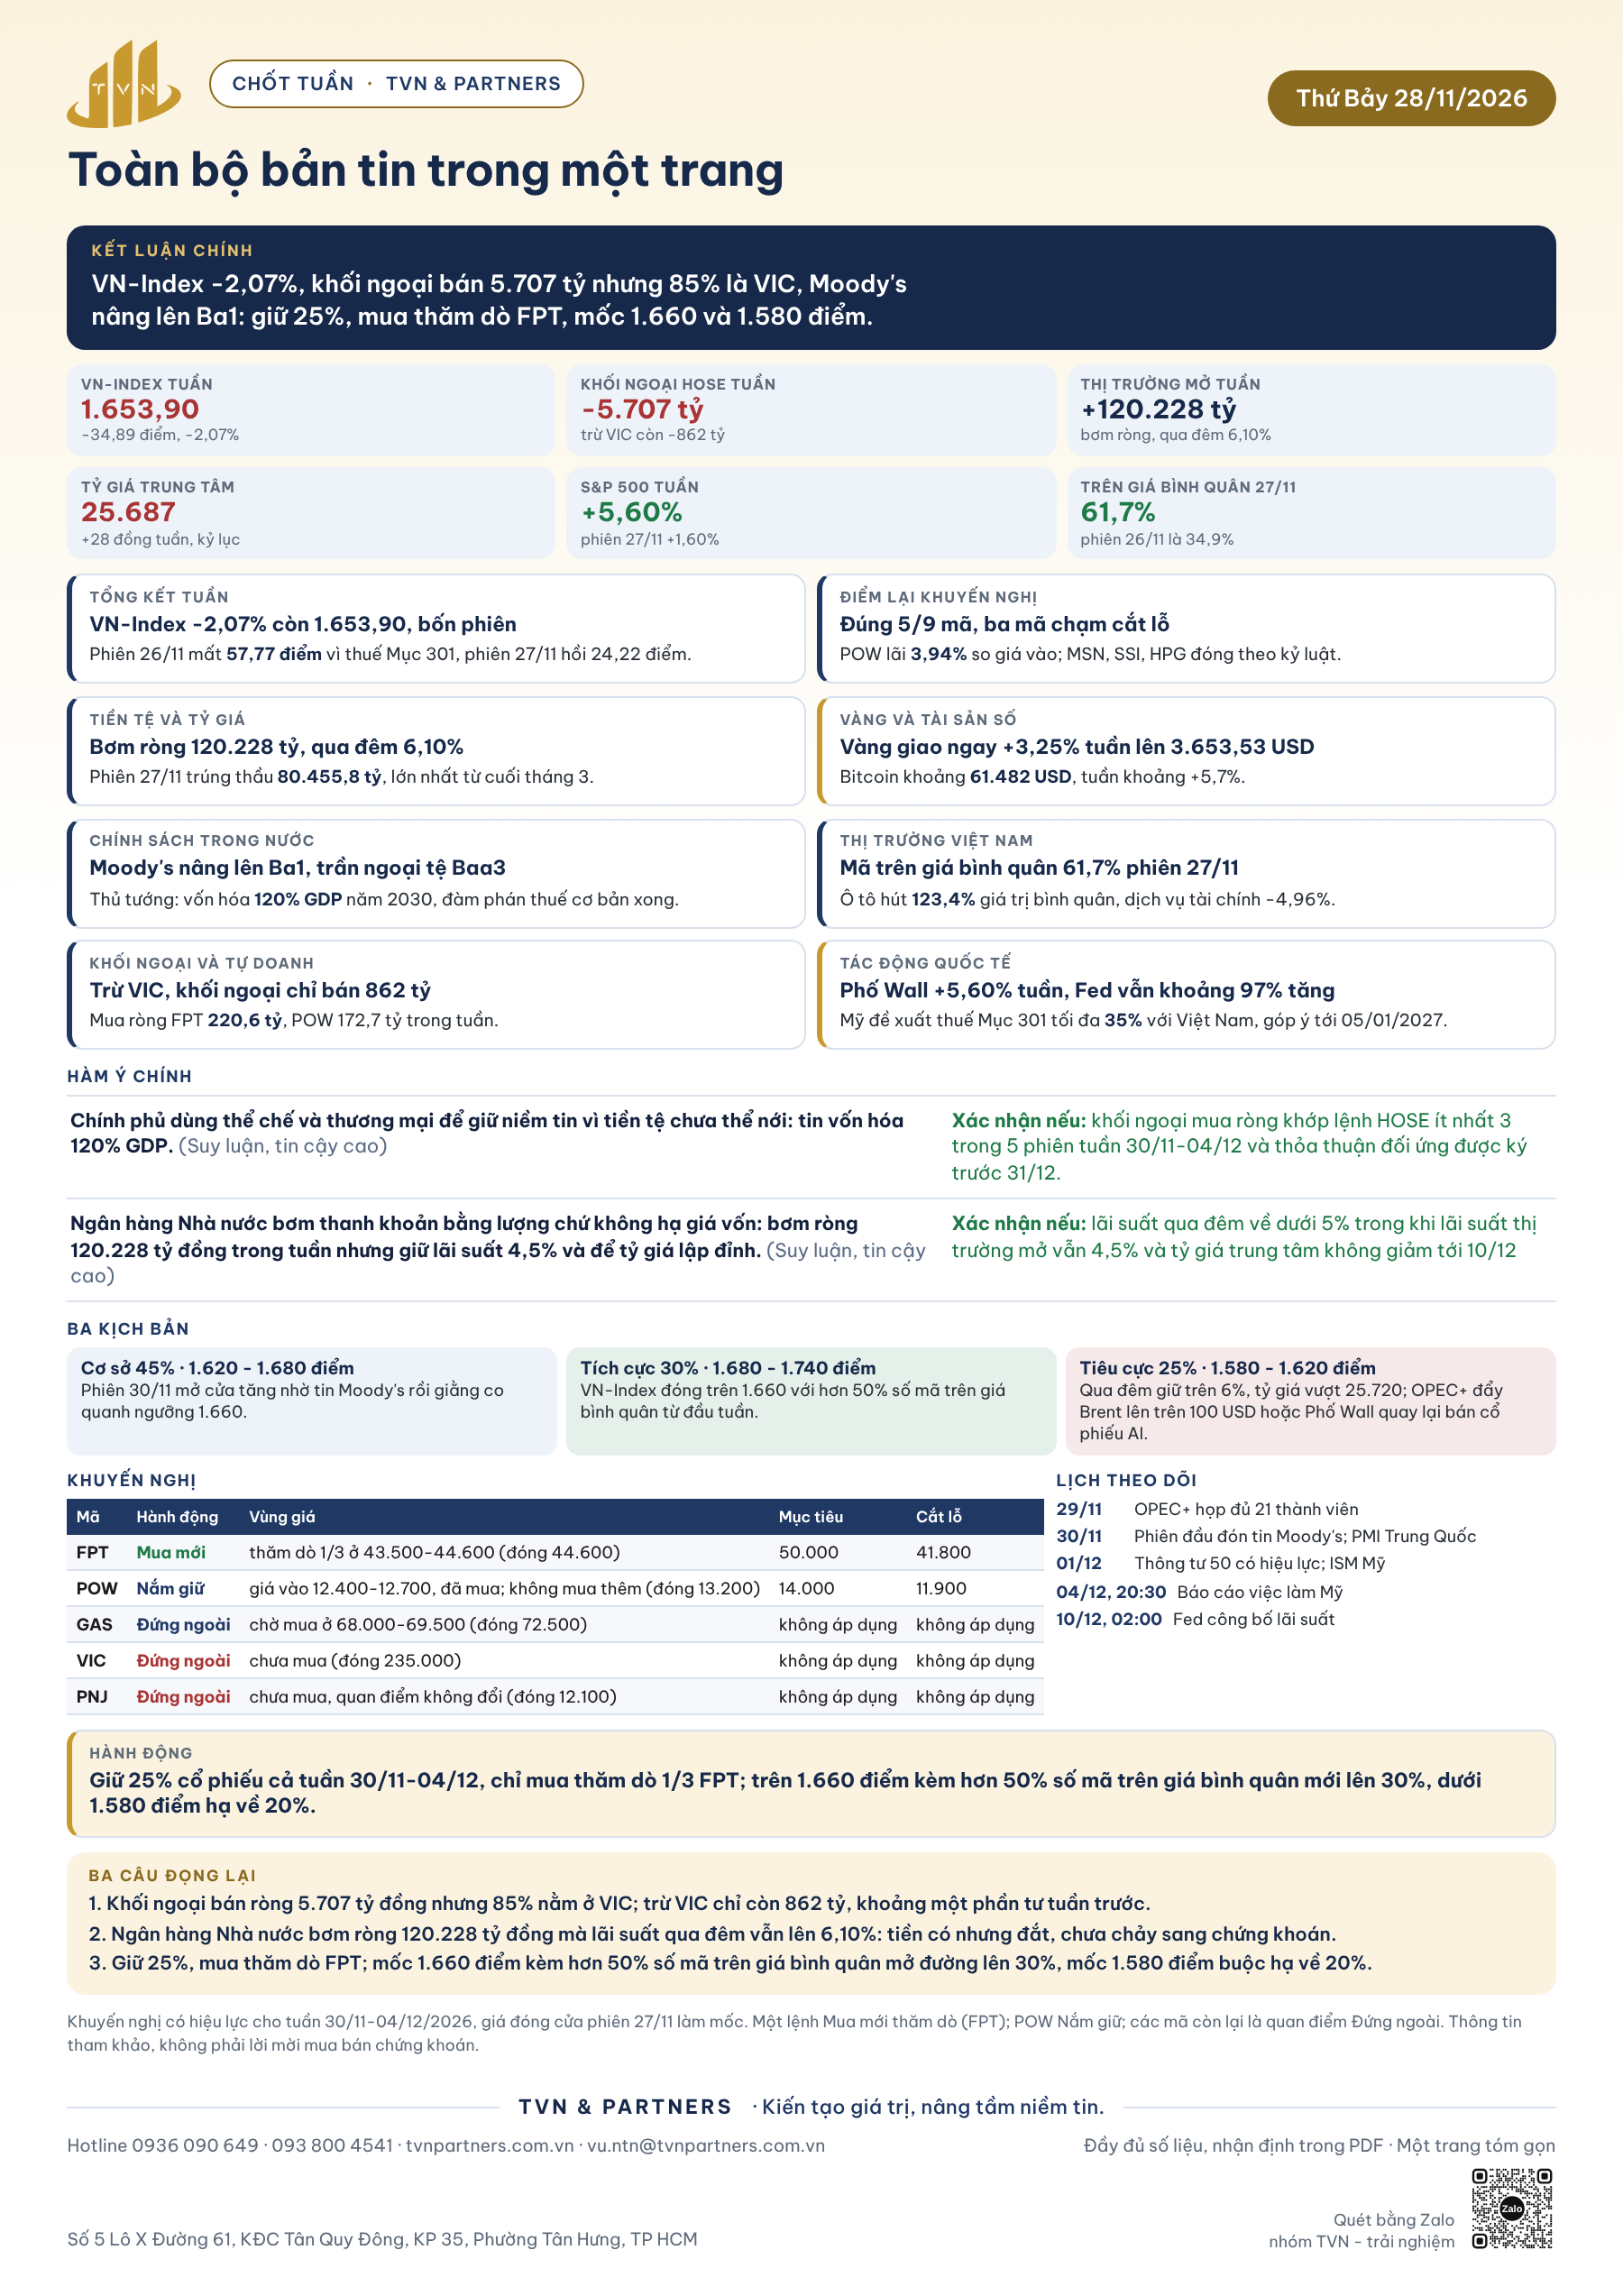 TVN
CHỐT TUẦN · TVN & PARTNERS
Thứ Bảy 28/11/2026
Toàn bộ bản tin trong một trang
KẾT LUẬN CHÍNH
VN-Index -2,07%, khối ngoại bán 5.707 tỷ nhưng 85% là VIC, Moody's
nâng lên Ba1: giữ 25%, mua thăm dò FPT, mốc 1.660 và 1.580 điểm.
VN-INDEX TUẦN
1.653,90
-34,89 điểm, -2,07%
KHỐI NGOẠI HOSE TUẦN
-5.707 tỷ
trừ VIC còn -862 tỷ
THỊ TRƯỜNG MỞ TUẦN
+120.228 tỷ
bơm ròng, qua đêm 6,10%
TỶ GIÁ TRUNG TÂM
25.687
+28 đồng tuần, kỷ lục
S&P 500 TUẦN
+5,60%
phiên 27/11 +1,60%
TRÊN GIÁ BÌNH QUÂN 27/11
61,7%
phiên 26/11 là 34,9%
TỔNG KẾT TUẦN
VN-Index -2,07% còn 1.653,90, bốn phiên
Phiên 26/11 mất 57,77 điểm vì thuế Mục 301, phiên 27/11 hồi 24,22 điểm.
ĐIỂM LẠI KHUYẾN NGHỊ
Đúng 5/9 mã, ba mã chạm cắt lỗ
POW lãi 3,94% so giá vào; MSN, SSI, HPG đóng theo kỷ luật.
TIỀN TỆ VÀ TỶ GIÁ
Bơm ròng 120.228 tỷ, qua đêm 6,10%
Phiên 27/11 trúng thầu 80.455,8 tỷ, lớn nhất từ cuối tháng 3.
VÀNG VÀ TÀI SẢN SỐ
Vàng giao ngay +3,25% tuần lên 3.653,53 USD
Bitcoin khoảng 61.482 USD, tuần khoảng +5,7%.
CHÍNH SÁCH TRONG NƯỚC
Moody's nâng lên Ba1, trần ngoại tệ Baa3
Thủ tướng: vốn hóa 120% GDP năm 2030, đàm phán thuế cơ bản xong.
THỊ TRƯỜNG VIỆT NAM
Mã trên giá bình quân 61,7% phiên 27/11
Ô tô hút 123,4% giá trị bình quân, dịch vụ tài chính -4,96%.
KHỐI NGOẠI VÀ TỰ DOANH
Trừ VIC, khối ngoại chỉ bán 862 tỷ
Mua ròng FPT 220,6 tỷ, POW 172,7 tỷ trong tuần.
TÁC ĐỘNG QUỐC TẾ
Phố Wall +5,60% tuần, Fed vẫn khoảng 97% tăng
Mỹ đề xuất thuế Mục 301 tối đa 35% với Việt Nam, góp ý tới 05/01/2027.
HÀM Ý CHÍNH
Chính phủ dùng thể chế và thương mại để giữ niềm tin vì tiền tệ chưa thể nới: tin vốn hóa
120% GDP. (Suy luận, tin cậy cao)
Xác nhận nếu: khối ngoại mua ròng khớp lệnh HOSE ít nhất 3
trong 5 phiên tuần 30/11-04/12 và thỏa thuận đối ứng được ký
trước 31/12.
Ngân hàng Nhà nước bơm thanh khoản bằng lượng chứ không hạ giá vốn: bơm ròng
120.228 tỷ đồng trong tuần nhưng giữ lãi suất 4,5% và để tỷ giá lập đỉnh. (Suy luận, tin cậy
cao)
Xác nhận nếu: lãi suất qua đêm về dưới 5% trong khi lãi suất thị
trường mở vẫn 4,5% và tỷ giá trung tâm không giảm tới 10/12
BA KỊCH BẢN
Cơ sở 45% · 1.620 - 1.680 điểm
Phiên 30/11 mở cửa tăng nhờ tin Moody's rồi giằng co
quanh ngưỡng 1.660.
Tích cực 30% · 1.680 - 1.740 điểm
VN-Index đóng trên 1.660 với hơn 50% số mã trên giá
bình quân từ đầu tuần.
Tiêu cực 25% · 1.580 - 1.620 điểm
Qua đêm giữ trên 6%, tỷ giá vượt 25.720; OPEC+ đẩy
Brent lên trên 100 USD hoặc Phố Wall quay lại bán cổ
phiếu AI.
KHUYẾN NGHỊ
Mã Hành động Vùng giá Mục tiêu Cắt lỗ
FPT Mua mới thăm dò 1/3 ở 43.500-44.600 (đóng 44.600) 50.000 41.800
POW Nắm giữ giá vào 12.400-12.700, đã mua; không mua thêm (đóng 13.200) 14.000 11.900
GAS Đứng ngoài chờ mua ở 68.000-69.500 (đóng 72.500) không áp dụng không áp dụng
VIC Đứng ngoài chưa mua (đóng 235.000) không áp dụng không áp dụng
PNJ Đứng ngoài chưa mua, quan điểm không đổi (đóng 12.100) không áp dụng không áp dụng
LỊCH THEO DÕI
29/11 OPEC+ họp đủ 21 thành viên
30/11 Phiên đầu đón tin Moody's; PMI Trung Quốc
01/12 Thông tư 50 có hiệu lực; ISM Mỹ
04/12, 20:30 Báo cáo việc làm Mỹ
10/12, 02:00 Fed công bố lãi suất
HÀNH ĐỘNG
Giữ 25% cổ phiếu cả tuần 30/11-04/12, chỉ mua thăm dò 1/3 FPT; trên 1.660 điểm kèm hơn 50% số mã trên giá bình quân mới lên 30%, dưới
1.580 điểm hạ về 20%.
BA CÂU ĐỌNG LẠI
1. Khối ngoại bán ròng 5.707 tỷ đồng nhưng 85% nằm ở VIC; trừ VIC chỉ còn 862 tỷ, khoảng một phần tư tuần trước.
2. Ngân hàng Nhà nước bơm ròng 120.228 tỷ đồng mà lãi suất qua đêm vẫn lên 6,10%: tiền có nhưng đắt, chưa chảy sang chứng khoán.
3. Giữ 25%, mua thăm dò FPT; mốc 1.660 điểm kèm hơn 50% số mã trên giá bình quân mở đường lên 30%, mốc 1.580 điểm buộc hạ về 20%.
Khuyến nghị có hiệu lực cho tuần 30/11-04/12/2026, giá đóng cửa phiên 27/11 làm mốc. Một lệnh Mua mới thăm dò (FPT); POW Nắm giữ; các mã còn lại là quan điểm Đứng ngoài. Thông tin
tham khảo, không phải lời mời mua bán chứng khoán.
TVN & PARTNERS · Kiến tạo giá trị, nâng tầm niềm tin.
Hotline 0936 090 649 · 093 800 4541 · tvnpartners.com.vn · vu.ntn@tvnpartners.com.vn
Đầy đủ số liệu, nhận định trong PDF · Một trang tóm gọn
Zalo
Quét bằng Zalo
nhóm TVN - trải nghiệm
Số 5 Lô X Đường 61, KĐC Tân Quy Đông, KP 35, Phường Tân Hưng, TP HCM